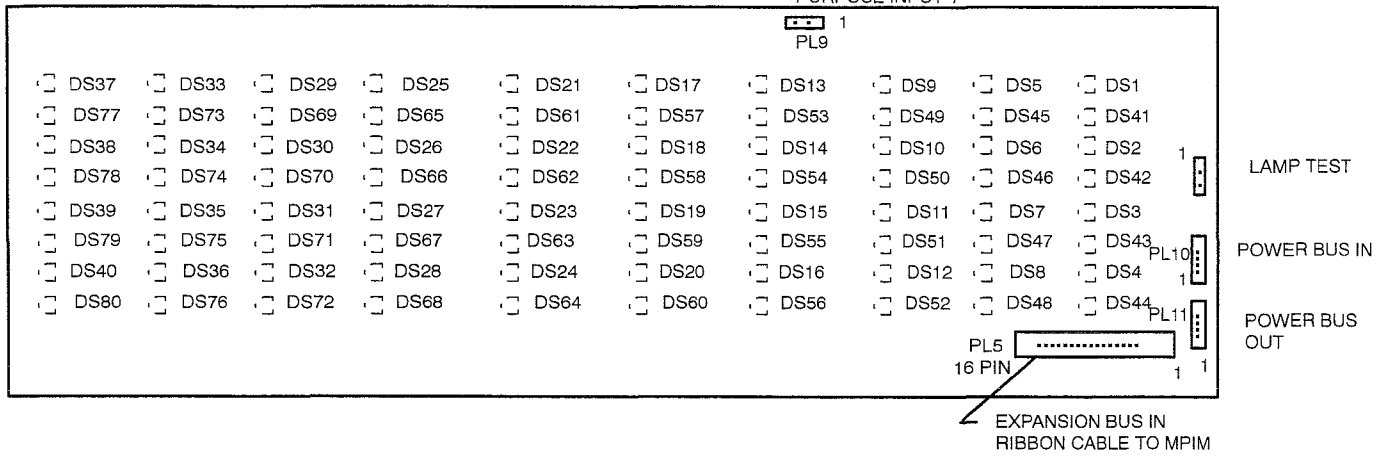 1
PL9
DS37 DS33 DS29 DS25 DS21 DS17 DS13 DS9 DS5 DS1
DS77 DS73 DS69 DS65 DS61 DS57 DS53 DS49 DS45 DS41
DS38 DS34 DS30 DS26 DS22 DS18 DS14 DS10 DS6 DS2
1
LAMP TEST
DS78 DS74 DS70 DS66 DS62 DS58 DS54 DS50 DS46 DS42
DS39 DS35 DS31 DS27 DS23 DS19 DS15 DS11 DS7 DS3
DS79 DS75 DS71 DS67 DS63 DS59 DS55 DS51 DS47 DS43
PL10
POWER BUS IN
DS40 DS36 DS32 DS28 DS24 DS20 DS16 DS12 DS8 DS4
1
DS80 DS76 DS72 DS68 DS64 DS60 DS56 DS52 DS48 DS44
PL11
POWER BUS
OUT
PL5
16 PIN
1
1
EXPANSION BUS IN
RIBBON CABLE TO MPIM